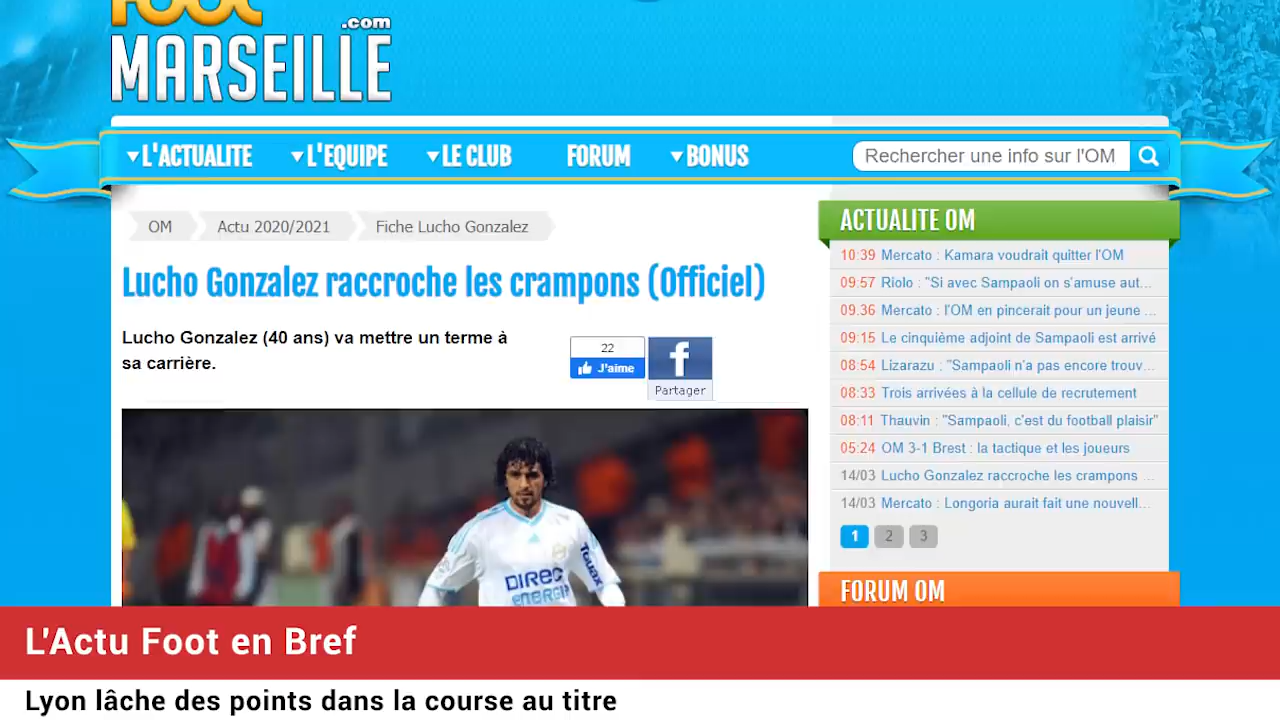 FOOT
.com
MARSEILLE
L'ACTUALITE
L'EQUIPE
LE CLUB
FORUM
BONUS
Rechercher une info sur l'OM
OM
Actu 2020/2021
Fiche Lucho Gonzalez
Lucho Gonzalez raccroche les crampons (Officiel)
Lucho Gonzalez (40 ans) va mettre un terme à
sa carrière.
22
J'aime
Partager
DIREC
ENERGIE
Touax
ACTUALITE OM
10:39 Mercato : Kamara voudrait quitter l'OM
09:57 Riolo : "Si avec Sampaoli on s'amuse aut...
09.36 Mercato : l'OM en pincerait pour un jeune ...
09:15 Le cinquième adjoint de Sampaoli est arrivé
08:54 Lizarazu : "Sampaoli n'a pas encore trouv...
08:33 Trois arrivées à la cellule de recrutement
08:11 Thauvin : "Sampaoli, c'est du football plaisir"
05:24 OM 3-1 Brest : la tactique et les joueurs
14/03 Lucho Gonzalez raccroche les crampons ...
14/03 Mercato : Longoria aurait fait une nouvell...
1 2 3
FORUM OM
L'Actu Foot en Bref
Lyon lâche des points dans la course au titre